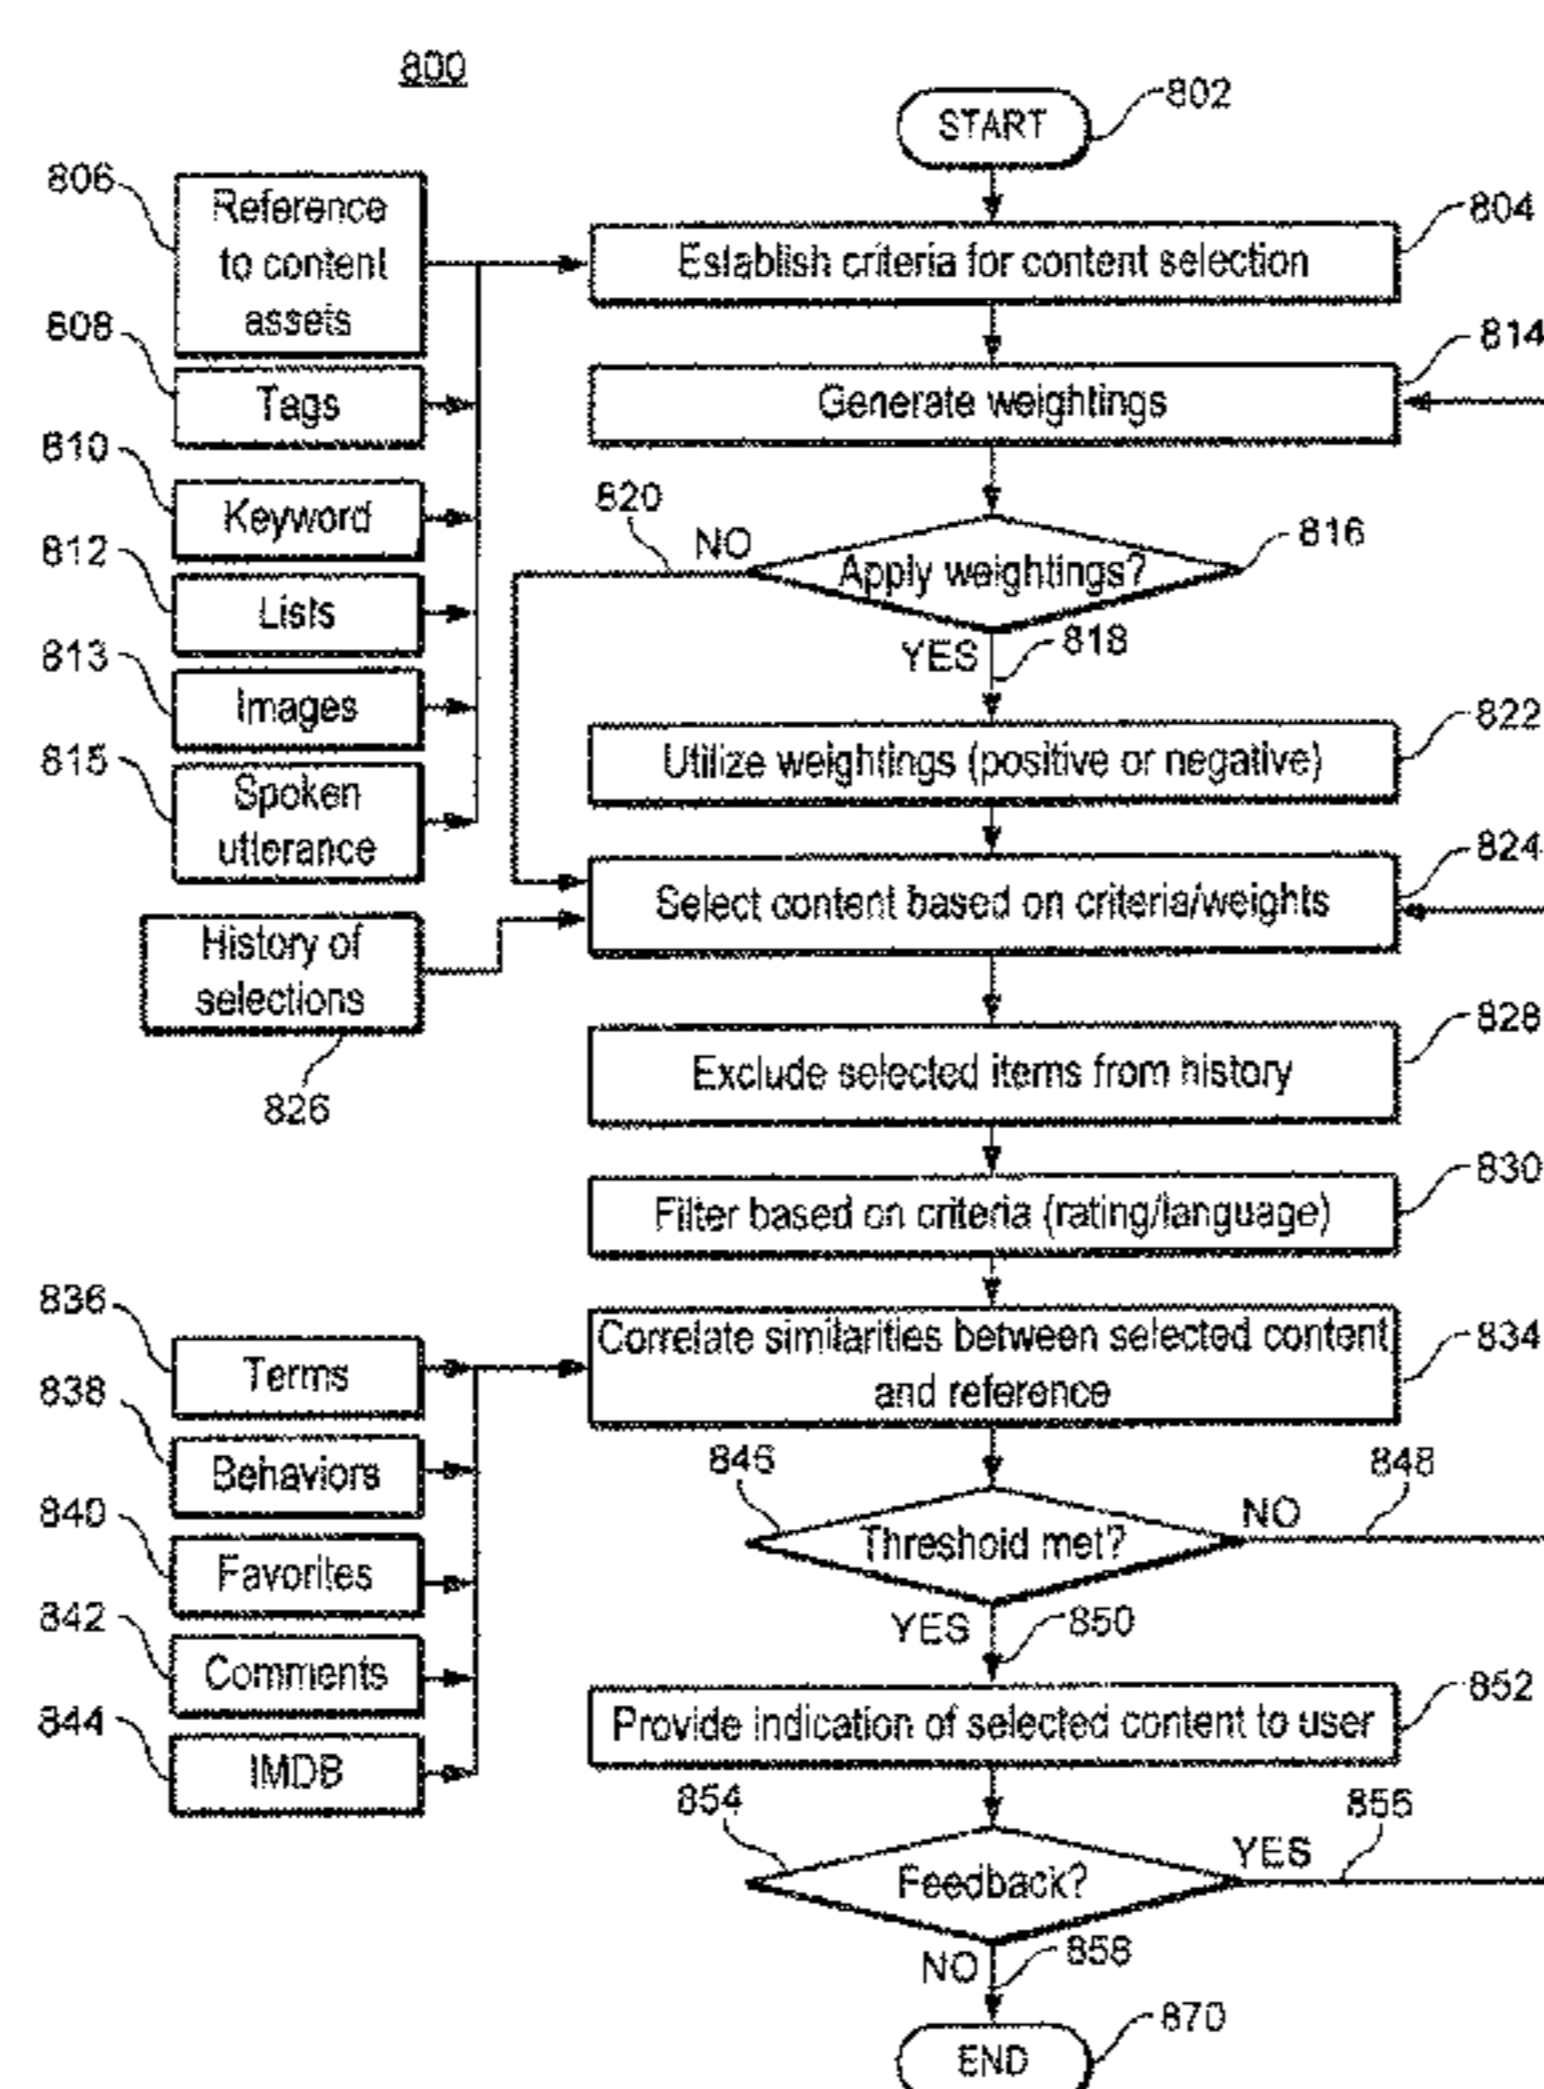 800
START
802
806
Reference
to content
assets
Establish criteria for content selection
804
808
Tags
Generate weightings
814
810
Keyword
820
NO
Apply weightings?
816
812
Lists
YES
818
813
Images
Utilize weightings (positive or negative)
822
815
Spoken
utterance
Select content based on criteria/weights
824
History of
selections
826
Exclude selected items from history
828
Filter based on criteria (rating/language)
830
836
Terms
Correlate similarities between selected content
and reference
834
838
Behaviors
846
Threshold met?
NO
848
840
Favorites
YES
850
842
Comments
Provide indication of selected content to user
852
844
IMDB
854
Feedback?
YES
856
NO
858
END
870